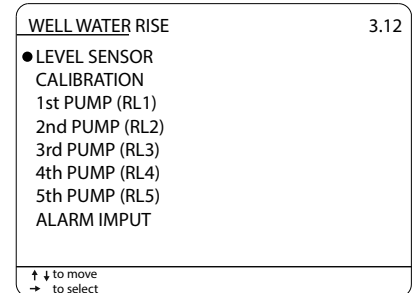 WELL WATER RISE 3.12
●LEVEL SENSOR
CALIBRATION
1st PUMP (RL1)
2nd PUMP (RL2)
3rd PUMP (RL3)
4th PUMP (RL4)
5th PUMP (RL5)
ALARM IMPUT
↑ ↓ to move
→ to select